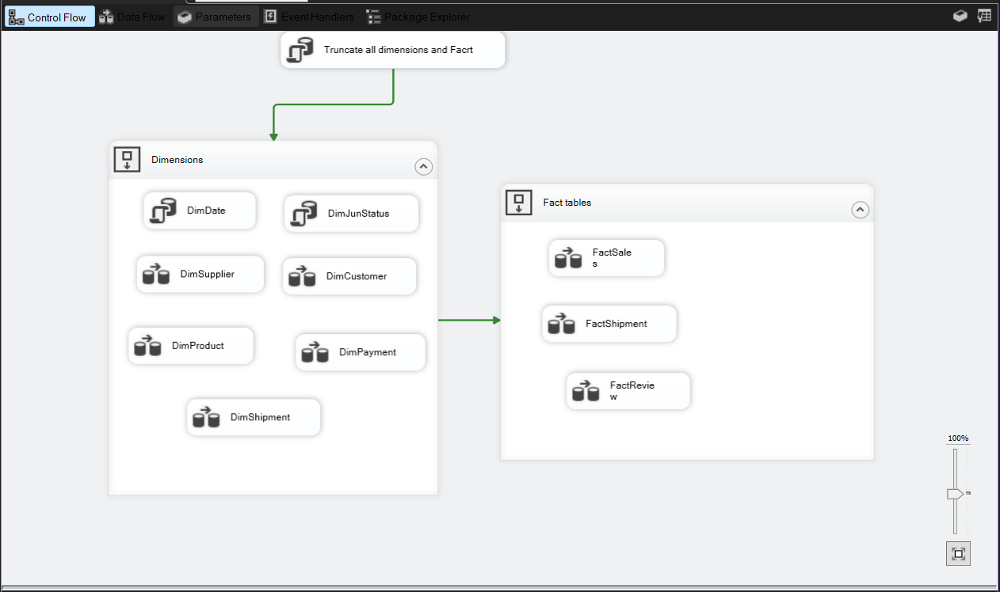 Control Flow Data Flow Parameters Event Handlers Package Explorer
Truncate all dimensions and Facrt
Dimensions
DimDate
DimJunStatus
DimSupplier
DimCustomer
DimProduct
DimPayment
DimShipment
Fact tables
FactSale
s
FactShipment
FactRevie
w
100%